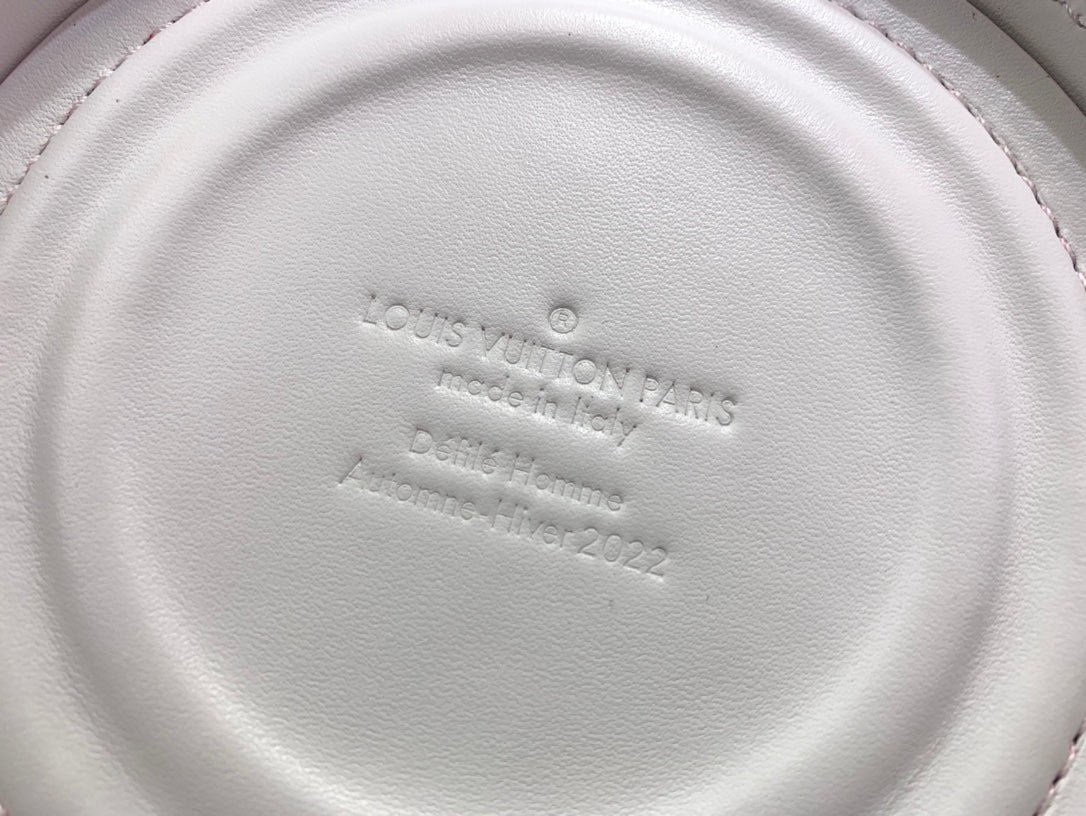 ®
LOUIS VUITTON PARIS
made in Italy
Défilé Homme
Automne-Hiver 2022